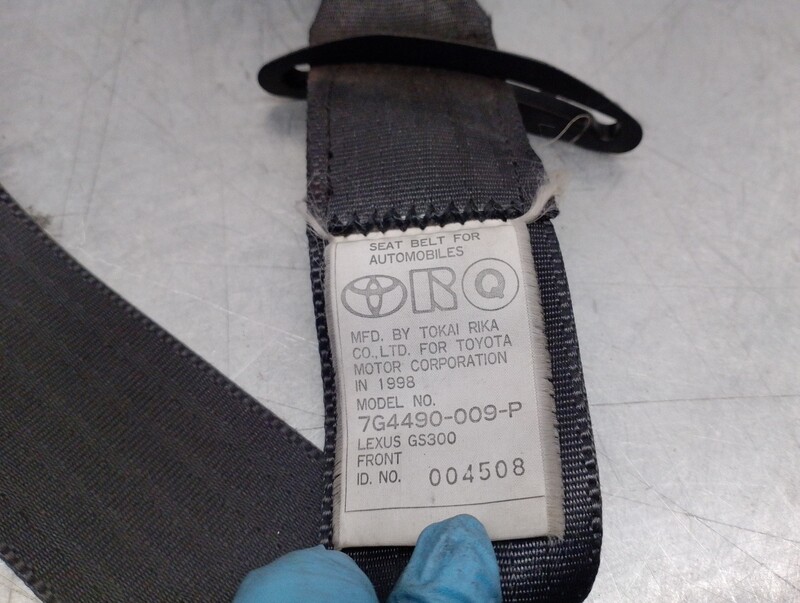 SEAT BELT FOR
AUTOMOBILES
R Q
MFD. BY TOKAI RIKA
CO.,LTD. FOR TOYOTA
MOTOR CORPORATION
IN 1998
MODEL NO.
7G4490-009-P
LEXUS GS300
FRONT
ID. NO. 004508